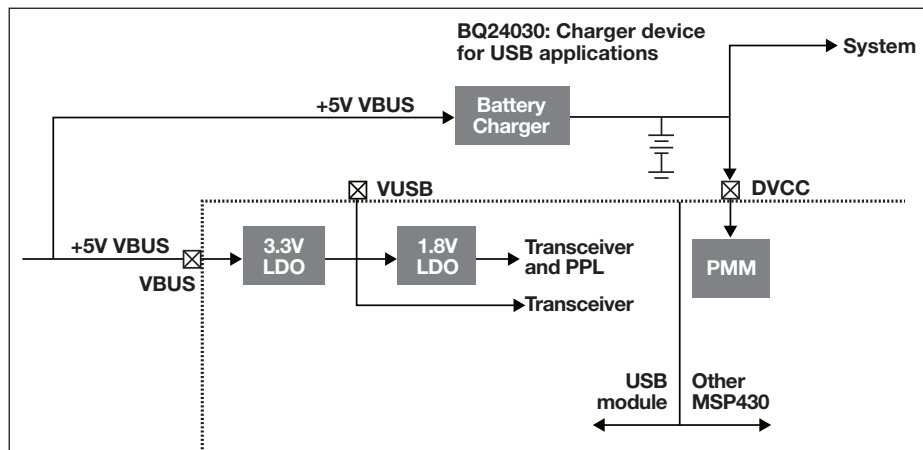 BQ24030: Charger device
for USB applications
System
+5V VBUS
Battery
Charger
VUSB
DVCC
+5V VBUS
VBUS
3.3V
LDO
1.8V
LDO
Transceiver
and PPL
PMM
Transceiver
USB
module
Other
MSP430